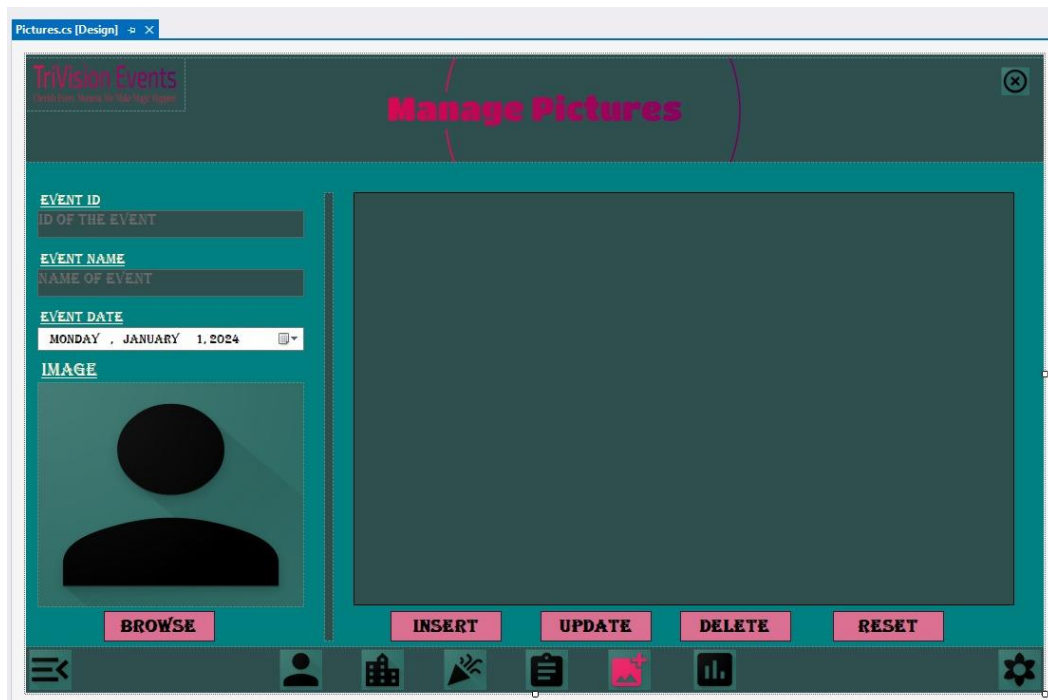 Pictures.cs [Design]
TriVision Events
Manage Pictures
EVENT ID
ID OF THE EVENT
EVENT NAME
NAME OF EVENT
EVENT DATE
MONDAY , JANUARY 1, 2024
IMAGE
BROWSE
INSERT
UPDATE
DELETE
RESET